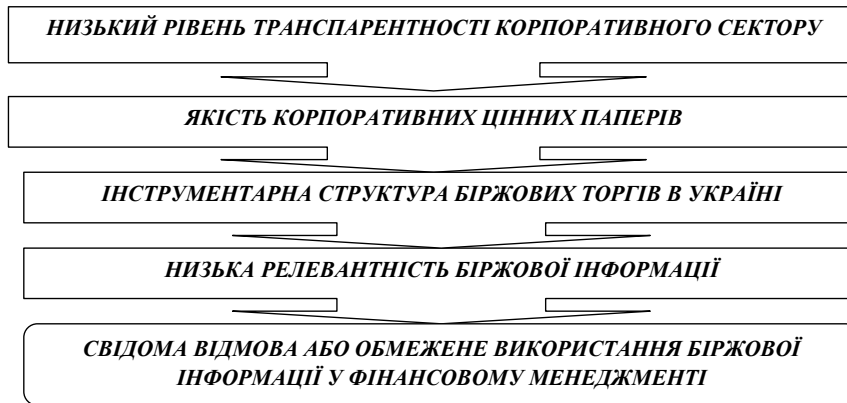 НИЗЬКИЙ РІВЕНЬ ТРАНСПАРЕНТНОСТІ КОРПОРАТИВНОГО СЕКТОРУ
ЯКІСТЬ КОРПОРАТИВНИХ ЦІННИХ ПАПЕРІВ
ІНСТРУМЕНТАРНА СТРУКТУРА БІРЖОВИХ ТОРГІВ В УКРАЇНІ
НИЗЬКА РЕЛЕВАНТНІСТЬ БІРЖОВОЇ ІНФОРМАЦІЇ
СВІДОМА ВІДМОВА АБО ОБМЕЖЕНЕ ВИКОРИСТАННЯ БІРЖОВОЇ
ІНФОРМАЦІЇ У ФІНАНСОВОМУ МЕНЕДЖМЕНТІ